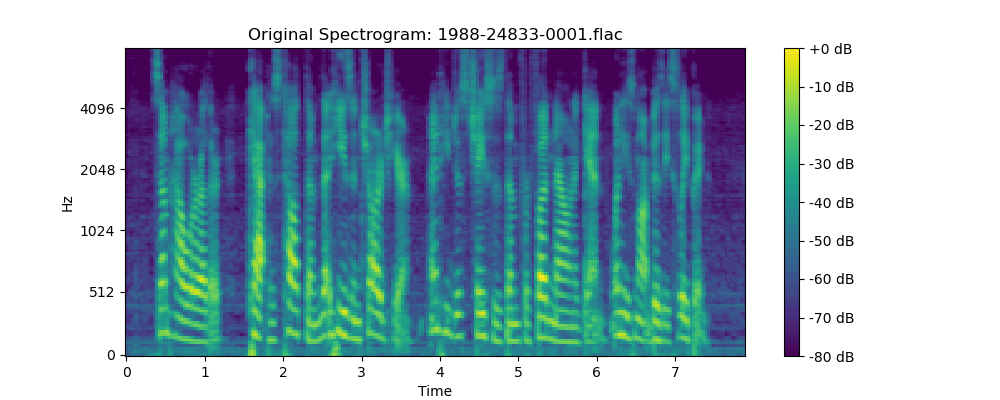 Original Spectrogram: 1988-24833-0001.flac
Hz
4096
2048
1024
512
0
0 1 2 3 4 5 6 7
Time
+0 dB
-10 dB
-20 dB
-30 dB
-40 dB
-50 dB
-60 dB
-70 dB
-80 dB